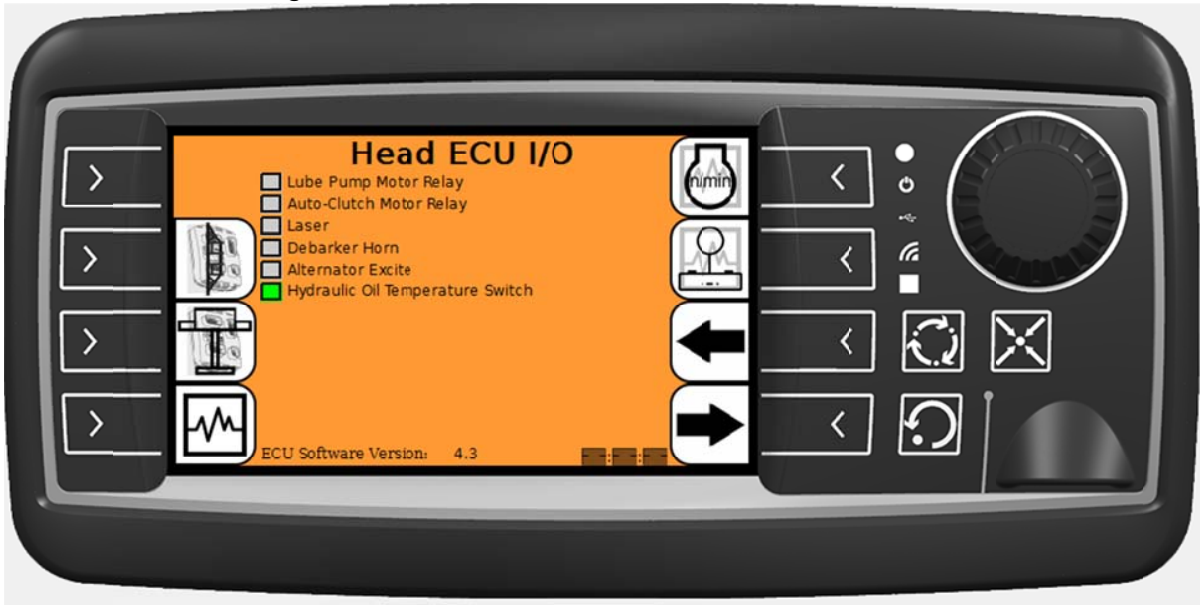 Head ECU I/O
Lube Pump Motor Relay
Auto-Clutch Motor Relay
Laser
Debarker Horn
Alternator Excite
Hydraulic Oil Temperature Switch
n/min
ECU Software Version: 4.3
--:--:--